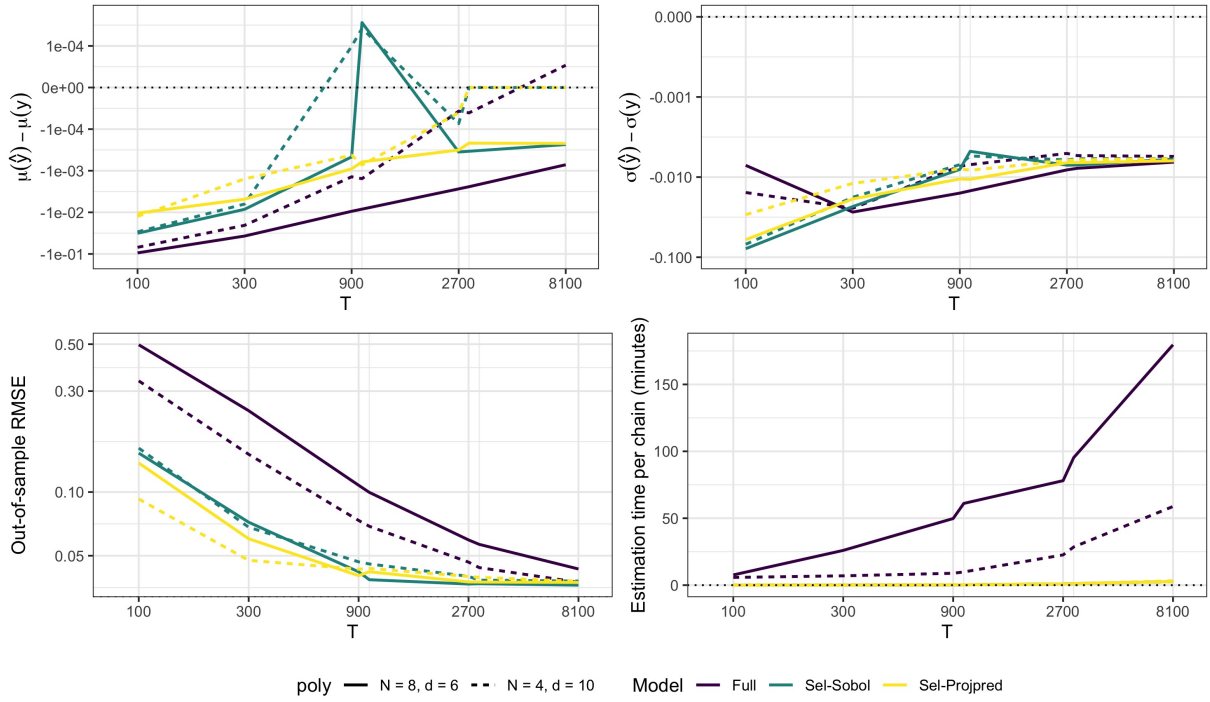 μ(ŷ) − μ(y)
1e-04
0e+00
-1e-04
-1e-03
-1e-02
-1e-01
100 300 900 2700 8100
T
σ(ŷ) − σ(y)
0.000
-0.001
-0.010
-0.100
100 300 900 2700 8100
T
Out-of-sample RMSE
0.50
0.30
0.10
0.05
100 300 900 2700 8100
T
Estimation time per chain (minutes)
150
100
50
0
100 300 900 2700 8100
T
poly N = 8, d = 6 N = 4, d = 10 Model Full Sel-Sobol Sel-Projpred